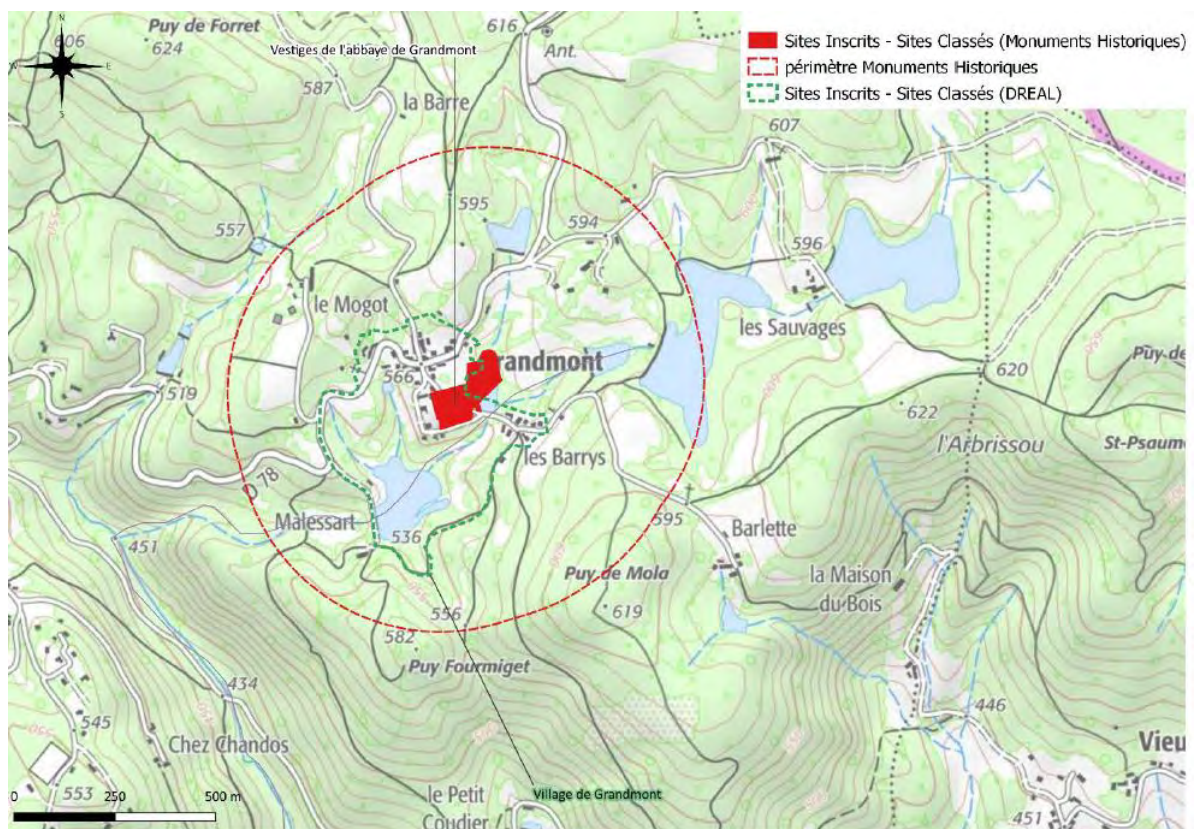 Puy de Forret
624
606
616
Ant.
Vestiges de l'abbaye de Grandmont
N
E
S
587
la Barre
Sites Inscrits - Sites Classés (Monuments Historiques)
périmètre Monuments Historiques
Sites Inscrits - Sites Classés (DREAL)
607
595
594
557
596
le Mogot
les Sauvages
randmont
566
519
620
Puy de
622
l'Arbrissou
St-Psaume
les Barrys
D 78
Malessart
536
595
Barlette
451
Puy de Mola
la Maison
du Bois
619
556
582
Puy Fourmiget
434
545
446
Chez Chandos
Vieu
553
0 250 500 m
Village de Grandmont
le Petit
Coudier
451